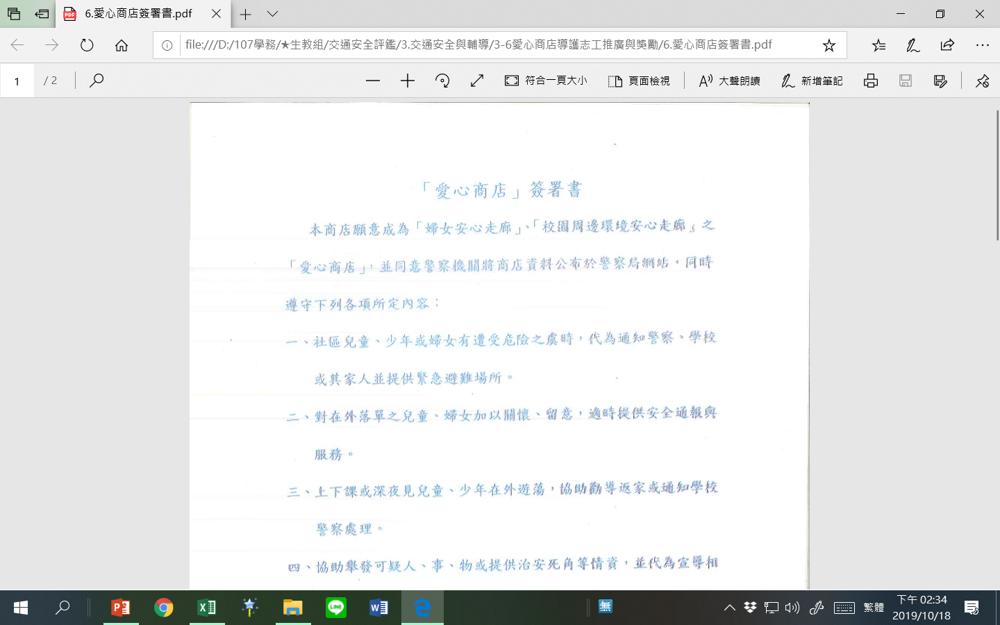 6.愛心商店簽署書.pdf
file:///D:/107學務/★生教組/交通安全評鑑/3.交通安全與輔導/3-6愛心商店導護志工推廣與獎勵/6.愛心商店簽署書.pdf
1 / 2 符合一頁大小 頁面檢視 大聲朗讀 新增筆記
「愛心商店」簽署書
本商店願意成為「婦女安心走廊」、「校園周邊環境安心走廊」之
「愛心商店」，並同意警察機關將商店資料公布於警察局網站。同時
遵守下列各項所定內容：
一、社區兒童、少年或婦女有遭受危險之虞時，代為通知警察、學校
或其家人並提供緊急避難場所。
二、對在外落單之兒童、婦女加以關懷、留意，適時提供安全通報與
服務。
三、上下課或深夜見兒童、少年在外遊蕩，協助勸導返家或通知學校
警察處理。
四、協助舉發可疑人、事、物或提供治安死角等情資，並代為宣導相
無 繁體 下午 02:34
2019/10/18